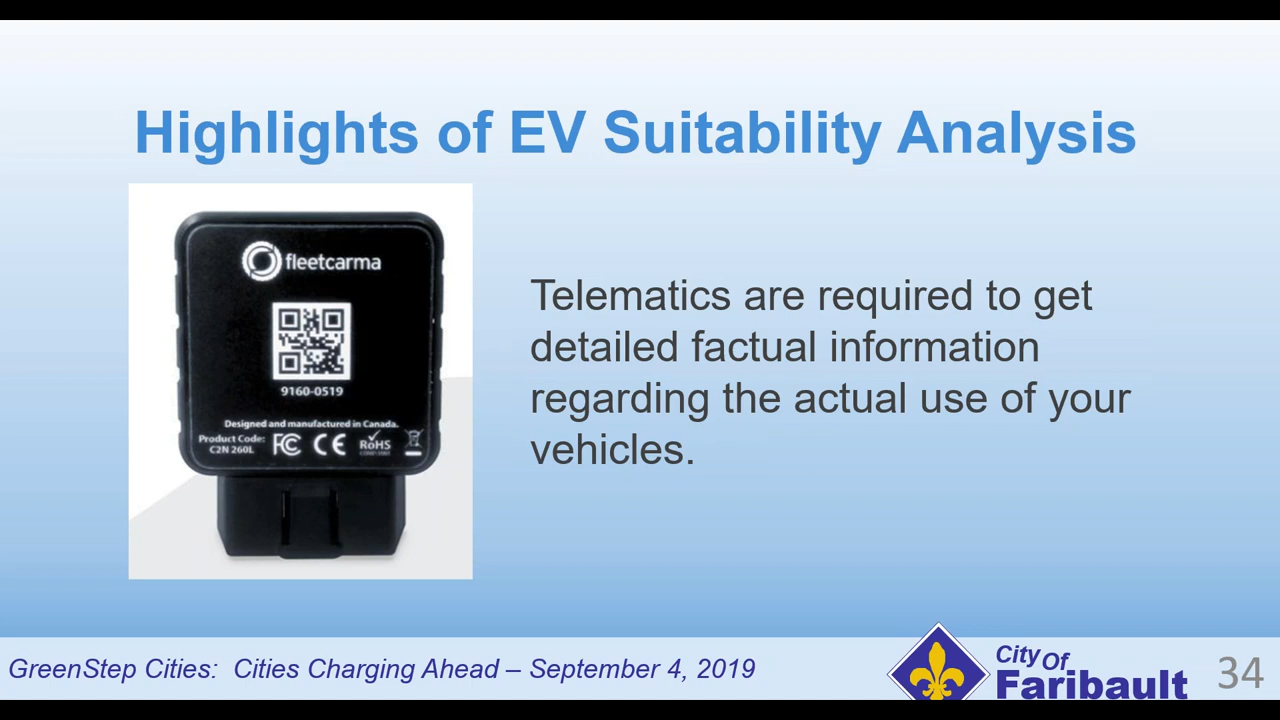 Highlights of EV Suitability Analysis
fleetcarma
9160-0519
Designed and manufactured in Canada.
Product Code:
C2N 260L
FC CE RoHS
Telematics are required to get
detailed factual information
regarding the actual use of your
vehicles.
GreenStep Cities: Cities Charging Ahead – September 4, 2019
City Of
Faribault
34